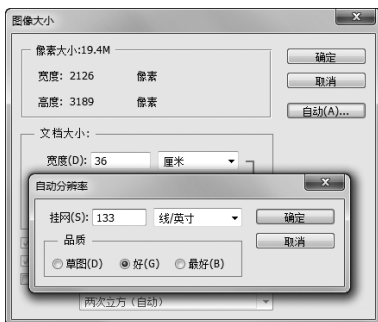 图像大小
像素大小:19.4M
宽度: 2126 像素
高度: 3189 像素
确定
取消
自动(A)...
文档大小:
宽度(D): 36 厘米
自动分辨率
挂网(S): 133 线/英寸
品质
草图(D) 好(G) 最好(B)
确定
取消
两次立方（自动）